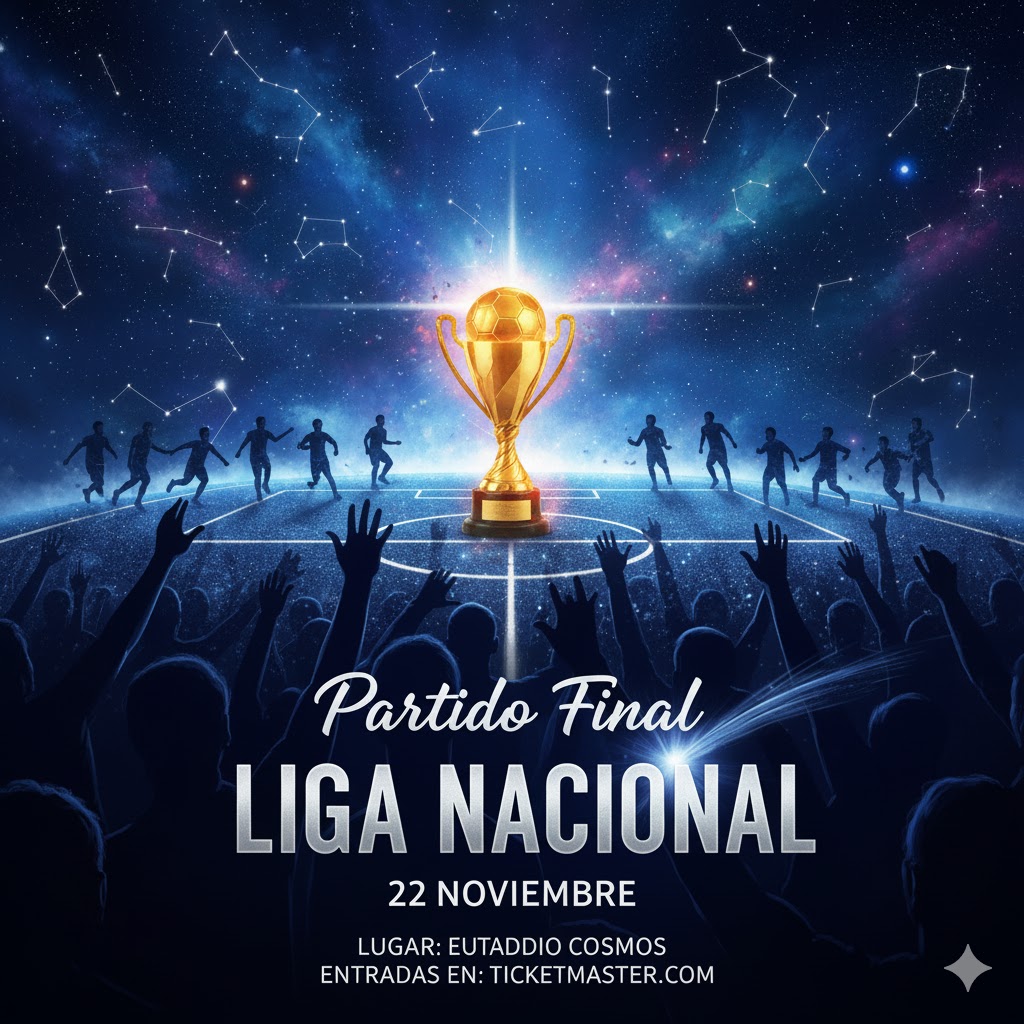 Partido Final
LIGA NACIONAL
22 NOVIEMBRE
LUGAR: EUTADDIO COSMOS
ENTRADAS EN: TICKETMASTER.COM